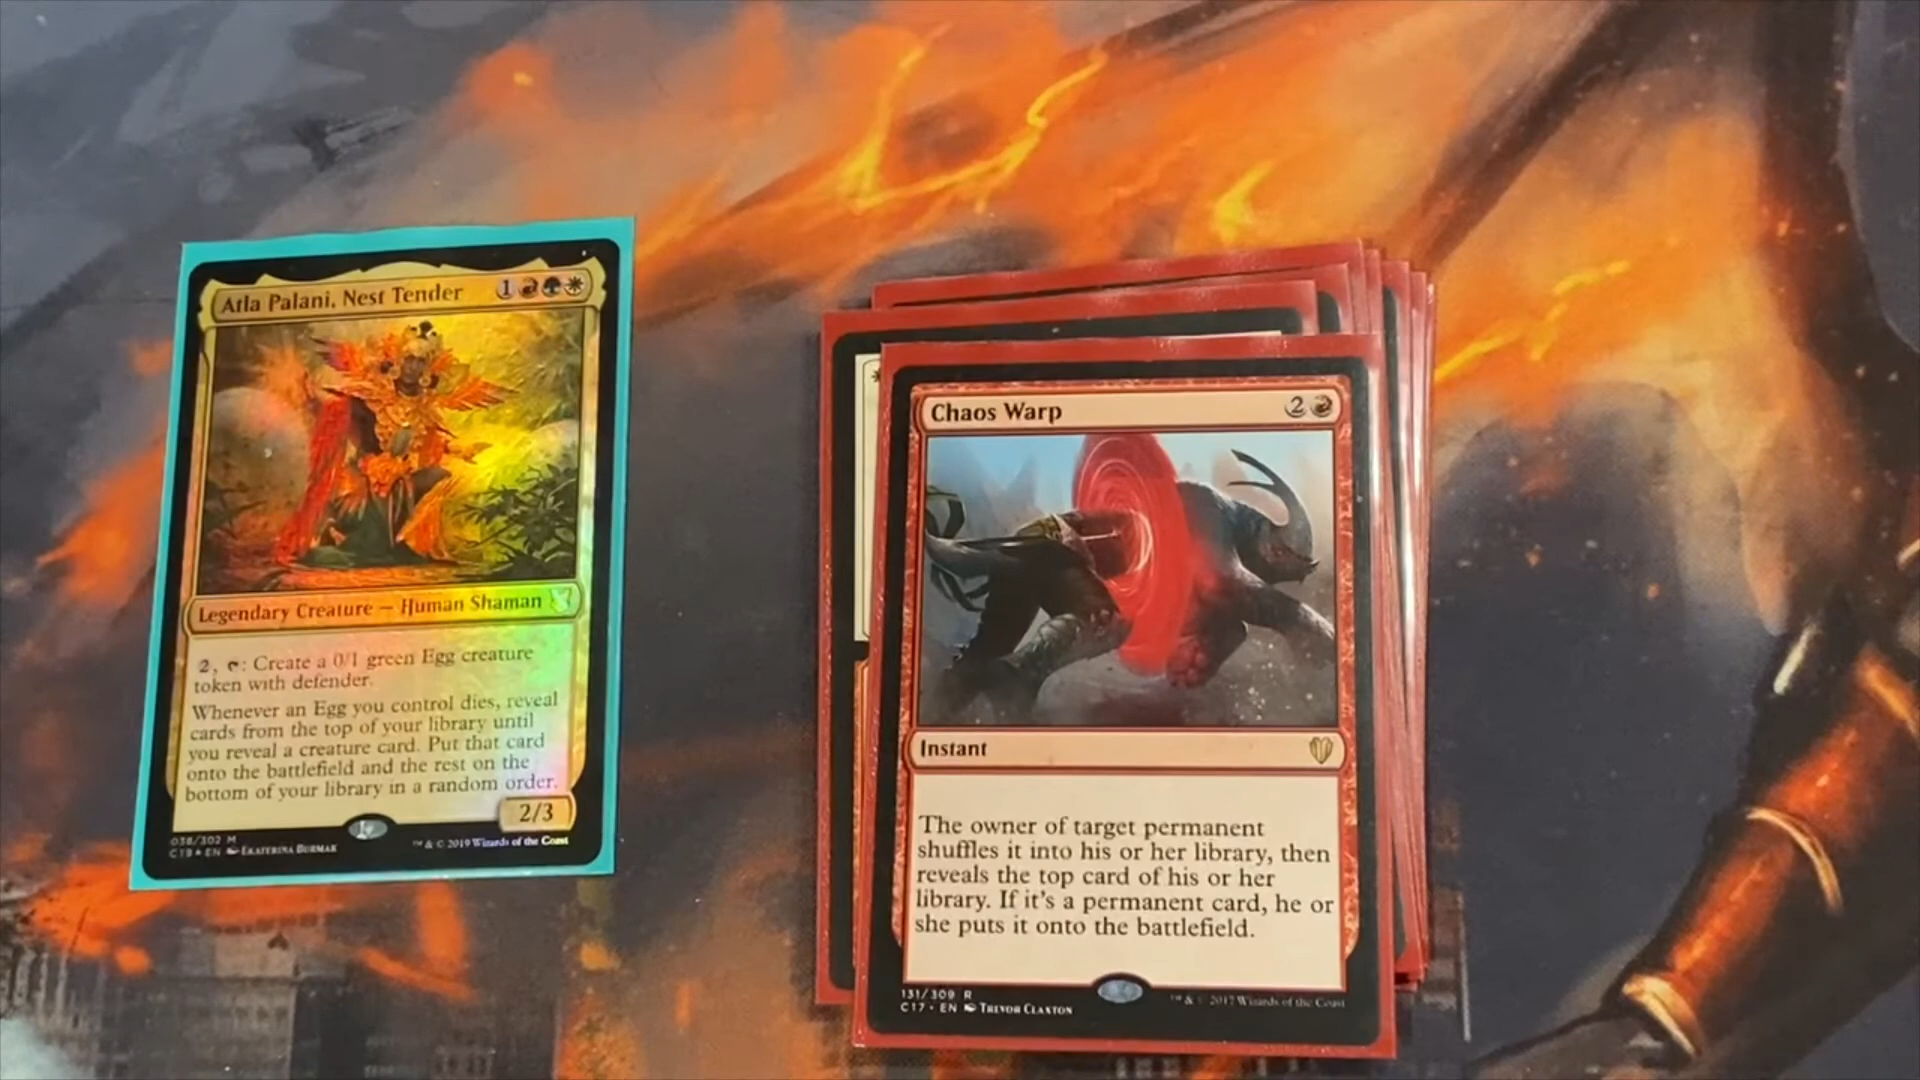 Atla Palani, Nest Tender 1
Legendary Creature — Human Shaman
2, : Create a 0/1 green Egg creature
token with defender.
Whenever an Egg you control dies, reveal
cards from the top of your library until
you reveal a creature card. Put that card
onto the battlefield and the rest on the
bottom of your library in a random order.
2/3
038/302 M
C19 ★ EN EKATERINA BURMAK
™ & © 2019 Wizards of the Coast
Chaos Warp 2
Instant
The owner of target permanent
shuffles it into his or her library, then
reveals the top card of his or her
library. If it's a permanent card, he or
she puts it onto the battlefield.
131/309 R
C17 • EN TREVOR CLAXTON
™ & © 2017 Wizards of the Coast